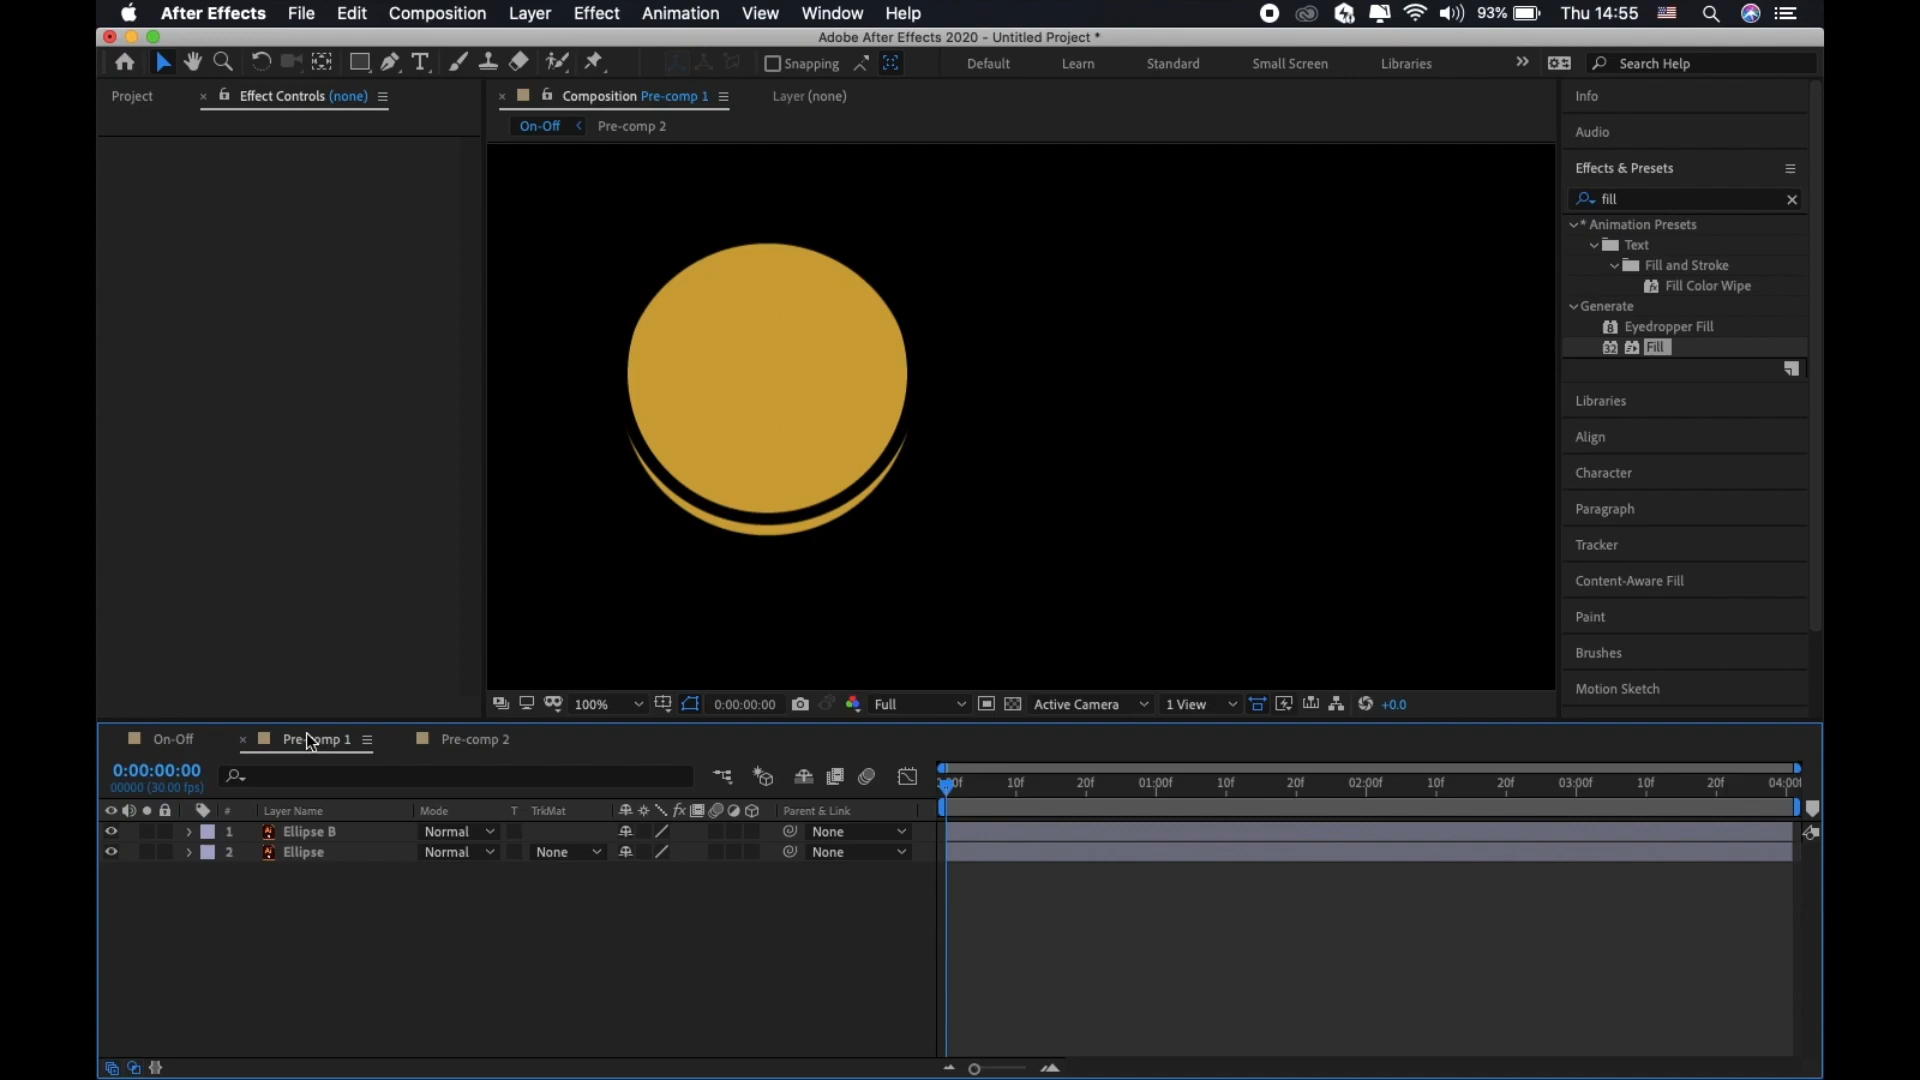 After Effects File Edit Composition Layer Effect Animation View Window Help 93% Thu 14:55
Adobe After Effects 2020 - Untitled Project *
Snapping Default Learn Standard Small Screen Libraries Search Help
Project Effect Controls (none) Composition Pre-comp 1 Layer (none)
On-Off Pre-comp 2
Info
Audio
Effects & Presets
fill
* Animation Presets
Text
Fill and Stroke
Fill Color Wipe
Generate
Eyedropper Fill
Fill
Libraries
Align
Character
Paragraph
Tracker
Content-Aware Fill
Paint
Brushes
Motion Sketch
100% 0:00:00:00 Full Active Camera 1 View +0.0
On-Off Pre-comp 1 Pre-comp 2
0:00:00:00
00000 (30.00 fps)
10f 20f 01:00f 10f 20f 02:00f 10f 20f 03:00f 10f 20f 04:00f
# Layer Name Mode T TrkMat Parent & Link
1 Ellipse B Normal None
2 Ellipse Normal None None